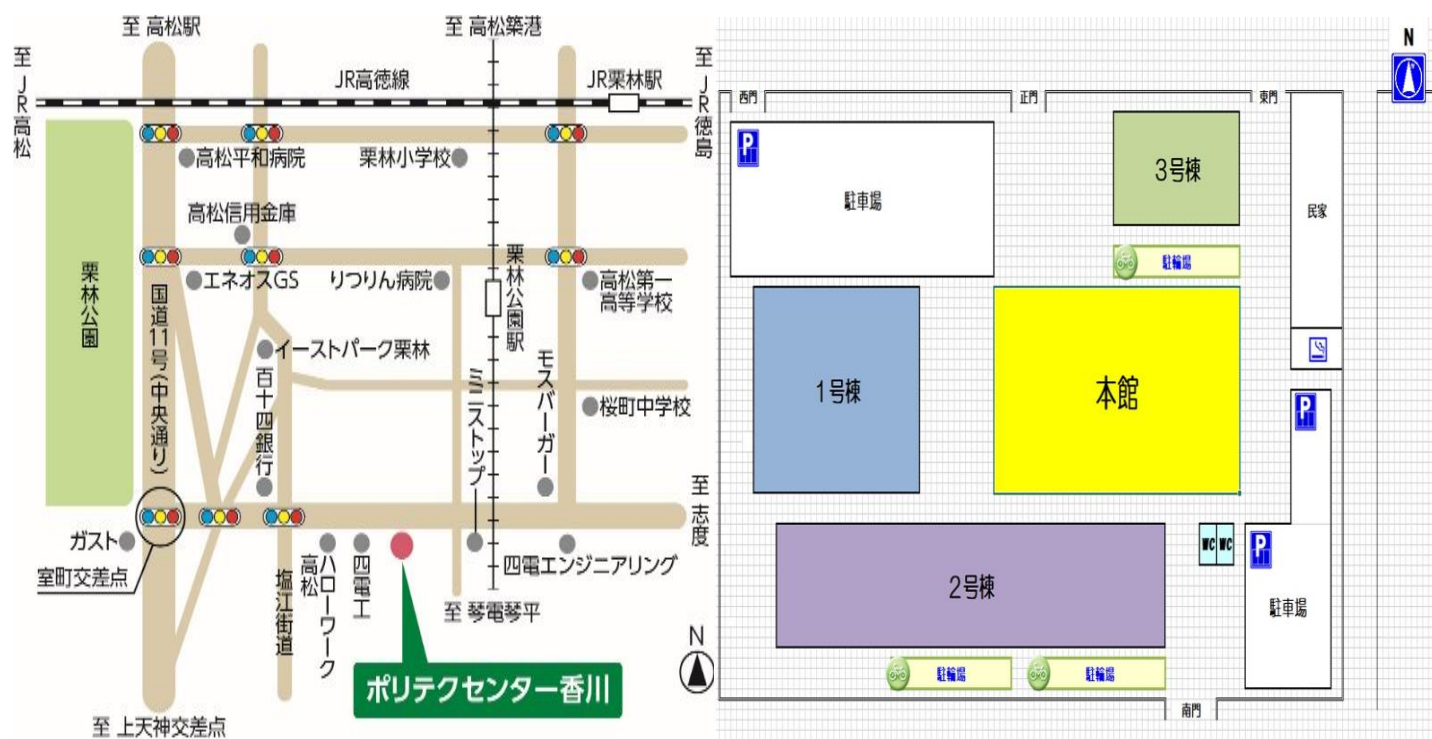 至 高松駅
至 高松築港
至JR高松
JR高徳線
JR栗林駅
至JR徳島
高松平和病院
栗林小学校
高松信用金庫
栗林公園
エネオスGS
りつりん病院
栗林公園駅
高松第一
高等学校
国道11号(中央通り)
イーストパーク栗林
百十四銀行
ミニストップ
モスバーガー
桜町中学校
至 志度
ガスト
室町交差点
塩江街道
ハローワーク
高松
四電工
四電エンジニアリング
至 琴電琴平
ポリテクセンター香川
至 上天神交差点
N
N
西門
正門
東門
P
駐車場
3号棟
民家
駐輪場
1号棟
本館
P
2号棟
WC WC
P
駐車場
駐輪場
駐輪場
南門